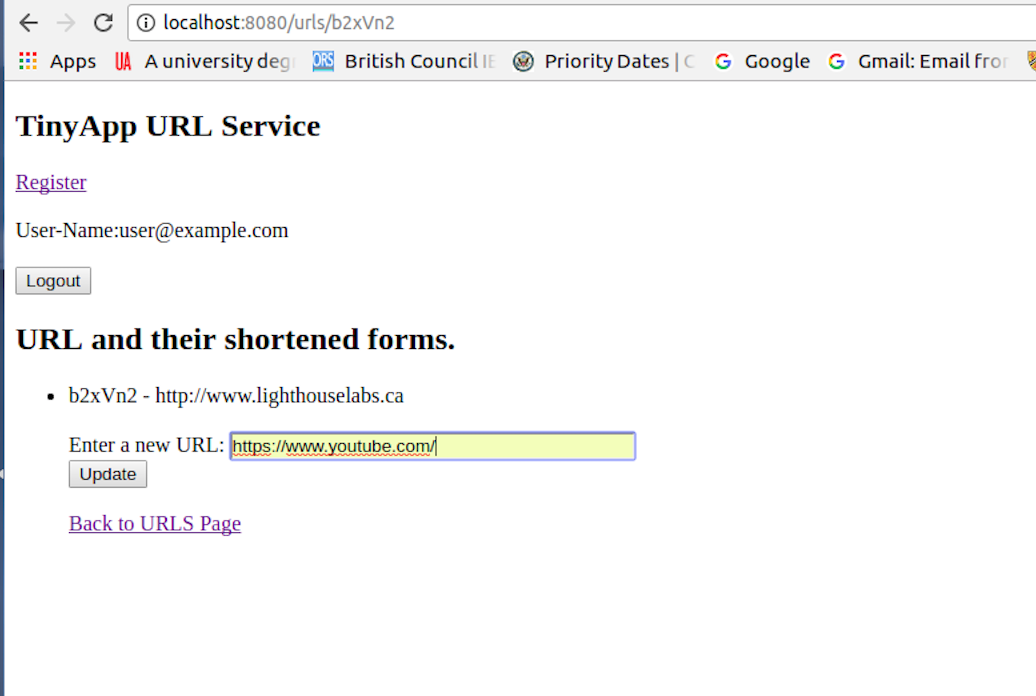 localhost:8080/urls/b2xVn2
Apps UA A university deg ORS British Council IE Priority Dates | C G Google G Gmail: Email fror
TinyApp URL Service
Register
User-Name:user@example.com
Logout
URL and their shortened forms.
b2xVn2 - http://www.lighthouselabs.ca
Enter a new URL: https://www.youtube.com/
Update
Back to URLS Page